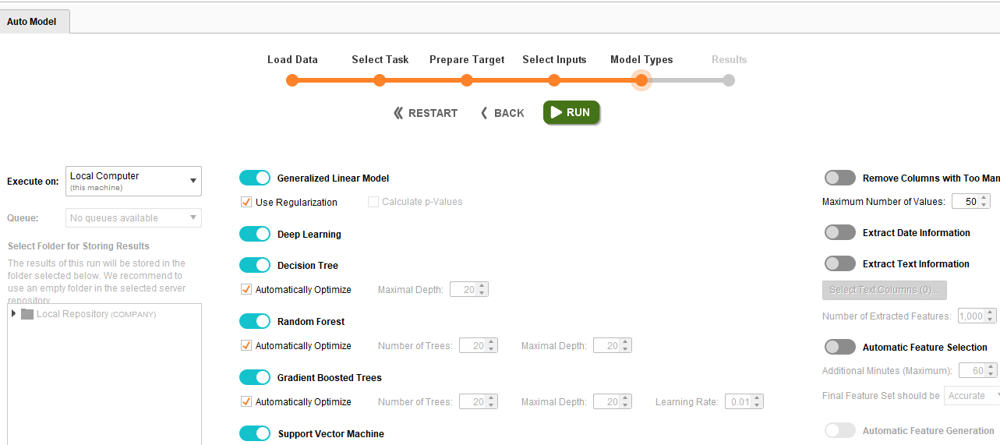 Auto Model
Load Data Select Task Prepare Target Select Inputs Model Types Results
RESTART BACK RUN
Execute on: Local Computer
(this machine)
Queue: No queues available
Select Folder for Storing Results
The results of this run will be stored in the
folder selected below. We recommend to
use an empty folder in the selected server
repository.
Local Repository (COMPANY)
Generalized Linear Model
Use Regularization Calculate p-Values
Deep Learning
Decision Tree
Automatically Optimize Maximal Depth: 20
Random Forest
Automatically Optimize Number of Trees: 20 Maximal Depth: 20
Gradient Boosted Trees
Automatically Optimize Number of Trees: 20 Maximal Depth: 20 Learning Rate: 0.01
Support Vector Machine
Remove Columns with Too Man
Maximum Number of Values: 50
Extract Date Information
Extract Text Information
Select Text Columns (0)...
Number of Extracted Features: 1,000
Automatic Feature Selection
Additional Minutes (Maximum): 60
Final Feature Set should be Accurate
Automatic Feature Generation